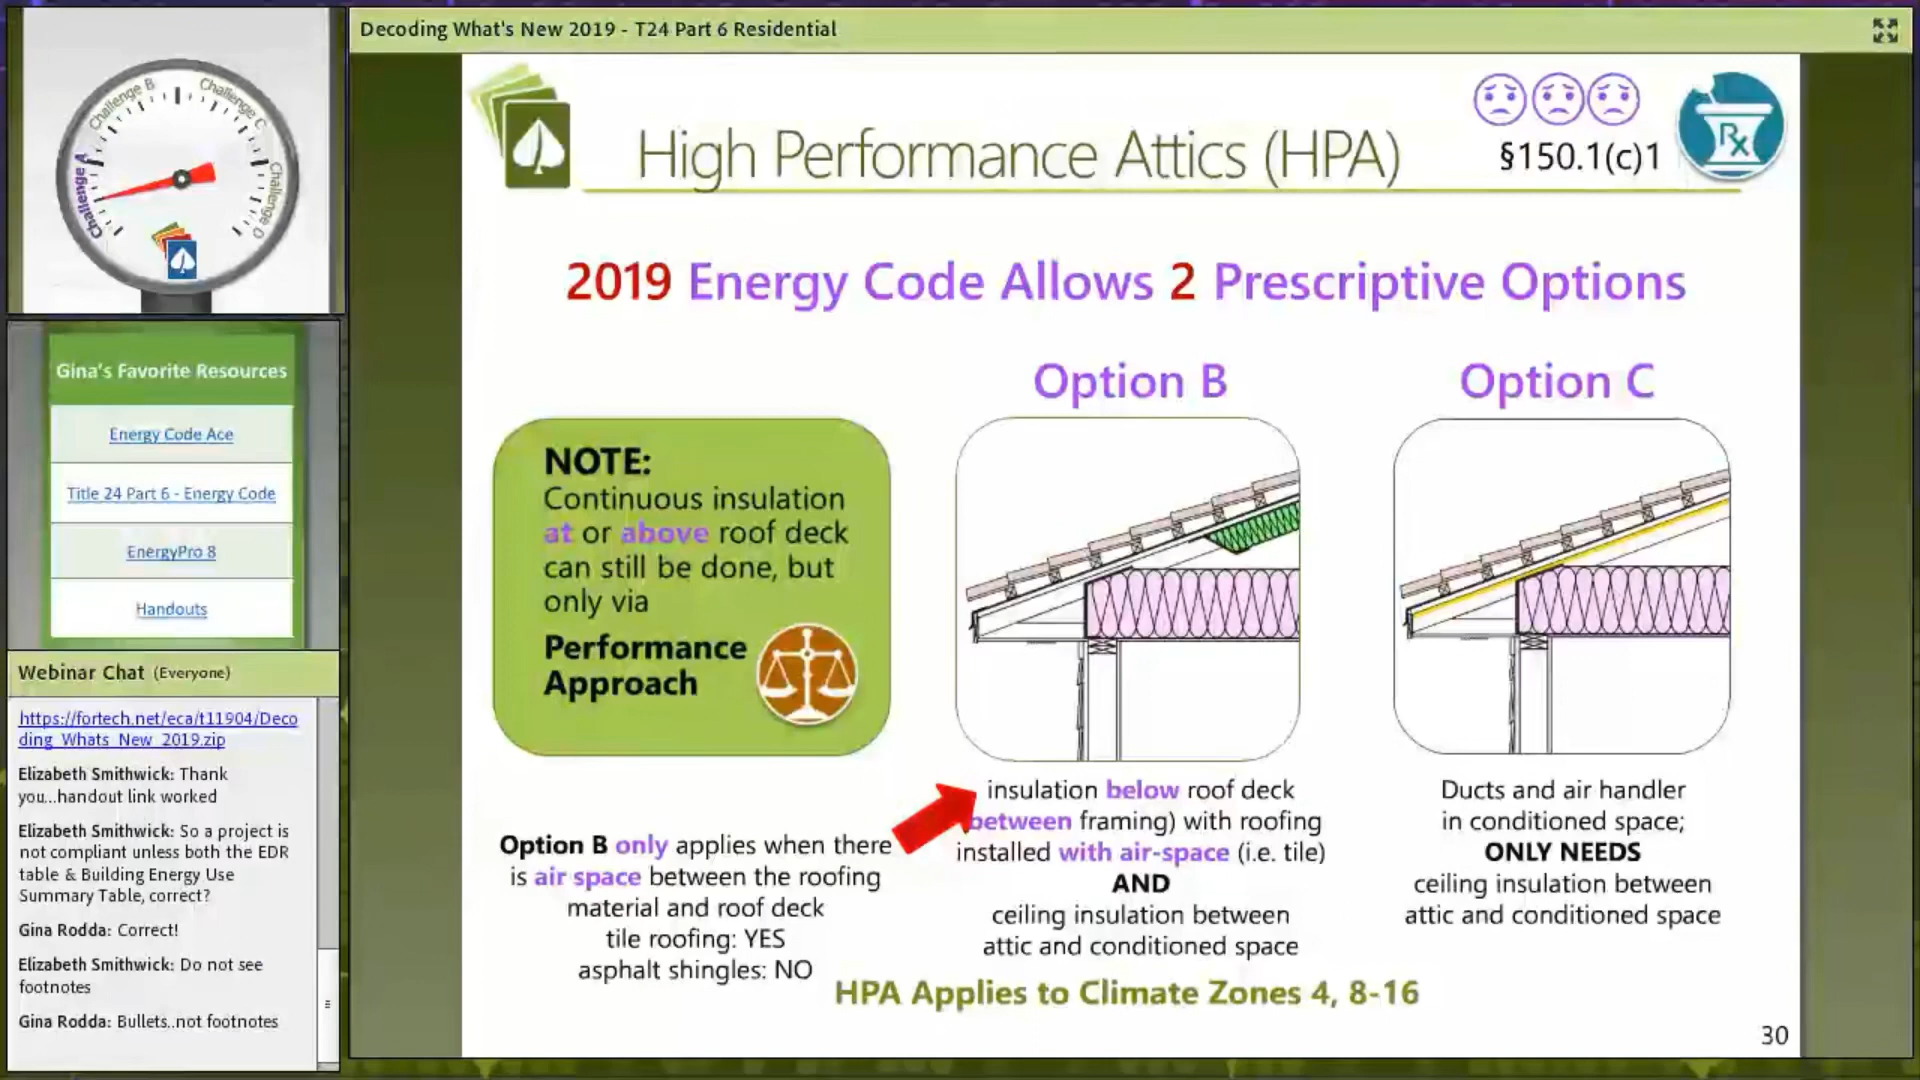 Decoding What's New 2019 - T24 Part 6 Residential
Challenge A
Challenge B
Challenge C
Challenge D
High Performance Attics (HPA)
§150.1(c)1
Rx
2019 Energy Code Allows 2 Prescriptive Options
Gina's Favorite Resources
Energy Code Ace
Title 24 Part 6 - Energy Code
EnergyPro 8
Handouts
Webinar Chat (Everyone)
https://fortech.net/eca/t11904/Deco
ding_Whats_New_2019.zip
Elizabeth Smithwick: Thank
you...handout link worked
Elizabeth Smithwick: So a project is
not compliant unless both the EDR
table & Building Energy Use
Summary Table, correct?
Gina Rodda: Correct!
Elizabeth Smithwick: Do not see
footnotes
Gina Rodda: Bullets..not footnotes
NOTE:
Continuous insulation
at or above roof deck
can still be done, but
only via
Performance
Approach
Option B only applies when there
is air space between the roofing
material and roof deck
tile roofing: YES
asphalt shingles: NO
Option B
insulation below roof deck
between framing) with roofing
installed with air-space (i.e. tile)
AND
ceiling insulation between
attic and conditioned space
Option C
Ducts and air handler
in conditioned space;
ONLY NEEDS
ceiling insulation between
attic and conditioned space
HPA Applies to Climate Zones 4, 8-16
30